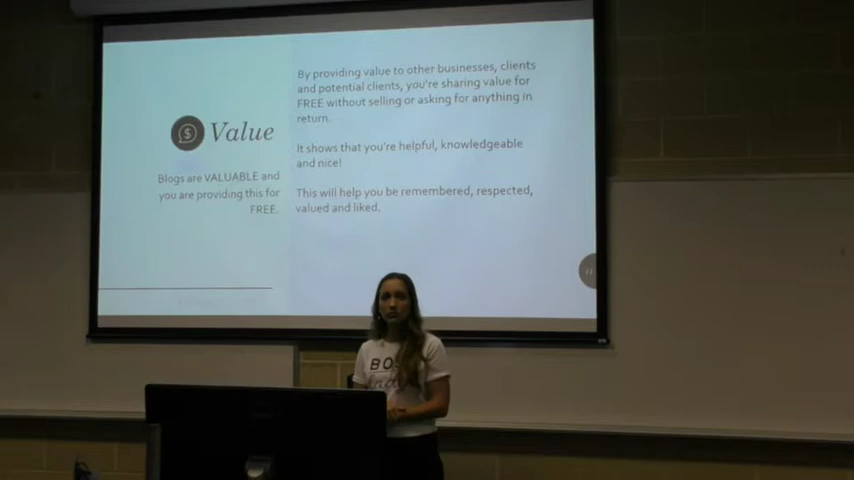 Value
Blogs are VALUABLE and
you are providing this for
FREE.
By providing value to other businesses, clients
and potential clients, you're sharing value for
FREE without selling or asking for anything in
return.
It shows that you're helpful, knowledgeable
and nice!
This will help you be remembered, respected,
valued and liked.
11
BO